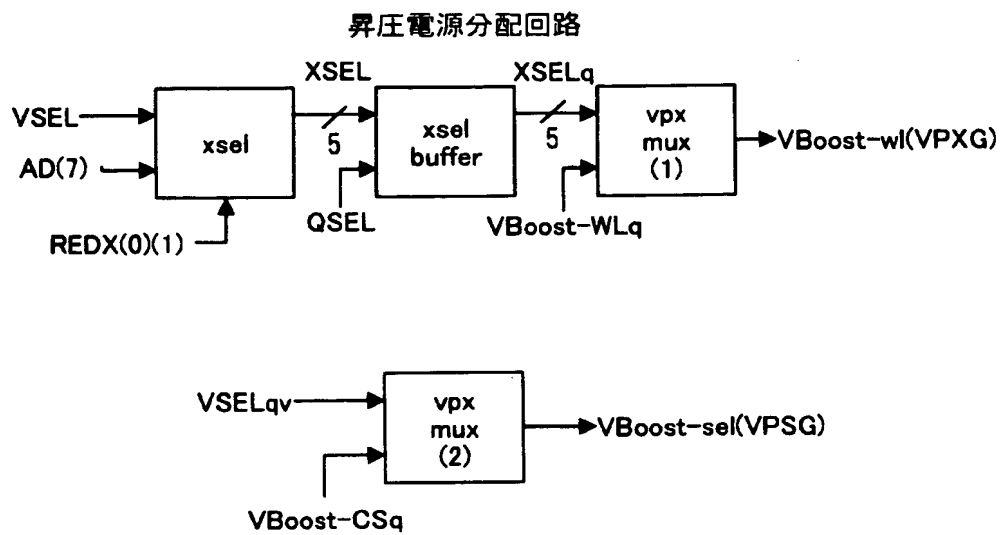 昇圧電源分配回路
XSEL
XSELq
VSEL
AD(7)
REDX(0)(1)
xsel
5
xsel
buffer
QSEL
5
vpx
mux
(1)
VBoost-WLq
VBoost-wl(VPXG)
VSELqv
VBoost-CSq
vpx
mux
(2)
VBoost-sel(VPSG)